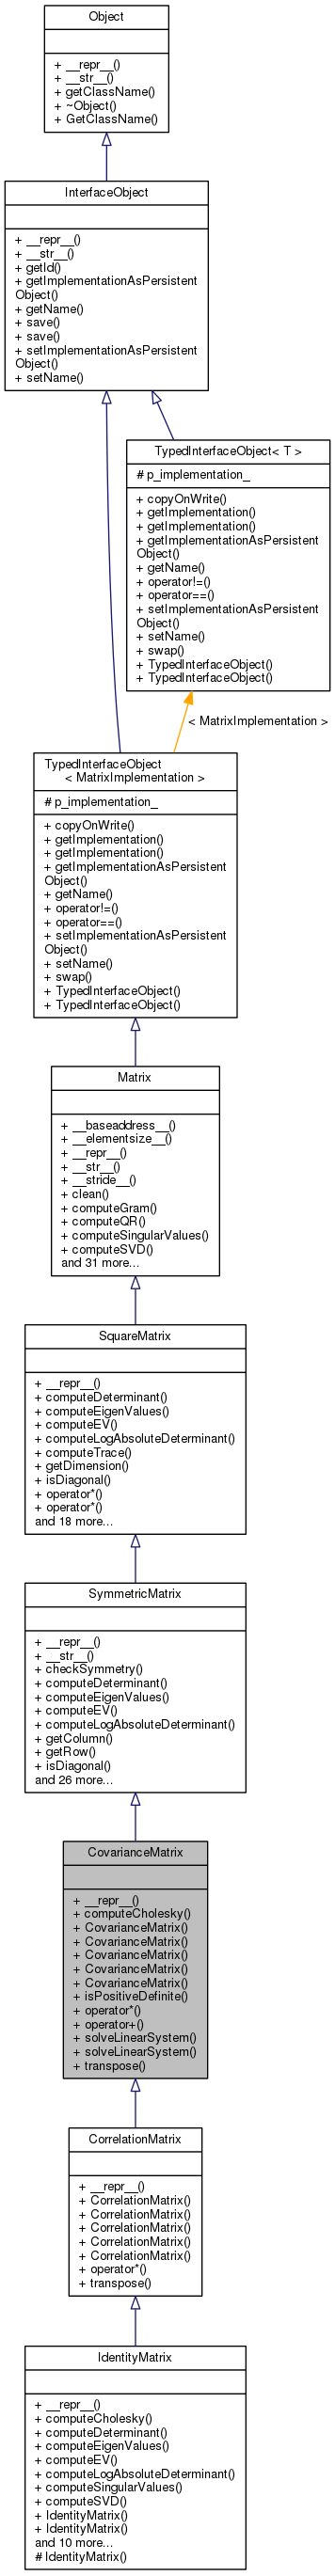 Object
+ __repr__()
+ __str__()
+ getClassName()
+ ~Object()
+ GetClassName()
InterfaceObject
+ __repr__()
+ __str__()
+ getId()
+ getImplementationAsPersistent
Object()
+ getName()
+ save()
+ save()
+ setImplementationAsPersistent
Object()
+ setName()
TypedInterfaceObject< T >
# p_implementation_
+ copyOnWrite()
+ getImplementation()
+ getImplementation()
+ getImplementationAsPersistent
Object()
+ getName()
+ operator!=()
+ operator==()
+ setImplementationAsPersistent
Object()
+ setName()
+ swap()
+ TypedInterfaceObject()
+ TypedInterfaceObject()
< MatrixImplementation >
TypedInterfaceObject
< MatrixImplementation >
# p_implementation_
+ copyOnWrite()
+ getImplementation()
+ getImplementation()
+ getImplementationAsPersistent
Object()
+ getName()
+ operator!=()
+ operator==()
+ setImplementationAsPersistent
Object()
+ setName()
+ swap()
+ TypedInterfaceObject()
+ TypedInterfaceObject()
Matrix
+ __baseaddress__()
+ __elementsize__()
+ __repr__()
+ __str__()
+ __stride__()
+ clean()
+ computeGram()
+ computeQR()
+ computeSingularValues()
+ computeSVD()
and 31 more...
SquareMatrix
+ __repr__()
+ computeDeterminant()
+ computeEigenValues()
+ computeEV()
+ computeLogAbsoluteDeterminant()
+ computeTrace()
+ getDimension()
+ isDiagonal()
+ operator*()
+ operator*()
and 18 more...
SymmetricMatrix
+ __repr__()
+ __str__()
+ checkSymmetry()
+ computeDeterminant()
+ computeEigenValues()
+ computeEV()
+ computeLogAbsoluteDeterminant()
+ getColumn()
+ getRow()
+ isDiagonal()
and 26 more...
CovarianceMatrix
+ __repr__()
+ computeCholesky()
+ CovarianceMatrix()
+ CovarianceMatrix()
+ CovarianceMatrix()
+ CovarianceMatrix()
+ CovarianceMatrix()
+ isPositiveDefinite()
+ operator*()
+ operator+()
+ solveLinearSystem()
+ solveLinearSystem()
+ transpose()
CorrelationMatrix
+ __repr__()
+ CorrelationMatrix()
+ CorrelationMatrix()
+ CorrelationMatrix()
+ CorrelationMatrix()
+ CorrelationMatrix()
+ operator*()
+ transpose()
IdentityMatrix
+ __repr__()
+ computeCholesky()
+ computeDeterminant()
+ computeEigenValues()
+ computeEV()
+ computeLogAbsoluteDeterminant()
+ computeSingularValues()
+ computeSVD()
+ IdentityMatrix()
+ IdentityMatrix()
and 10 more...
# IdentityMatrix()